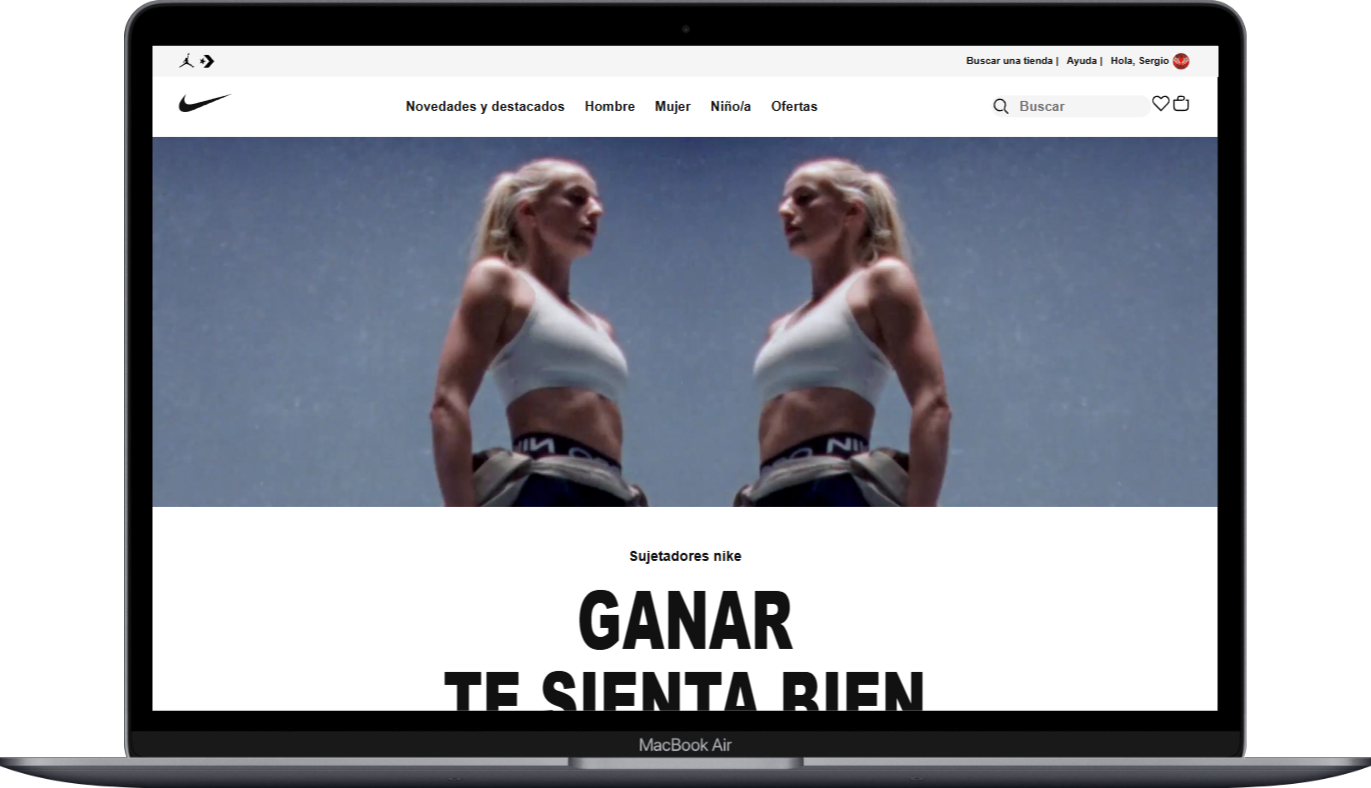 Buscar una tienda | Ayuda | Hola, Sergio
Novedades y destacados Hombre Mujer Niño/a Ofertas
Buscar
Sujetadores nike
GANAR
TE SIENTA BIEN
MacBook Air